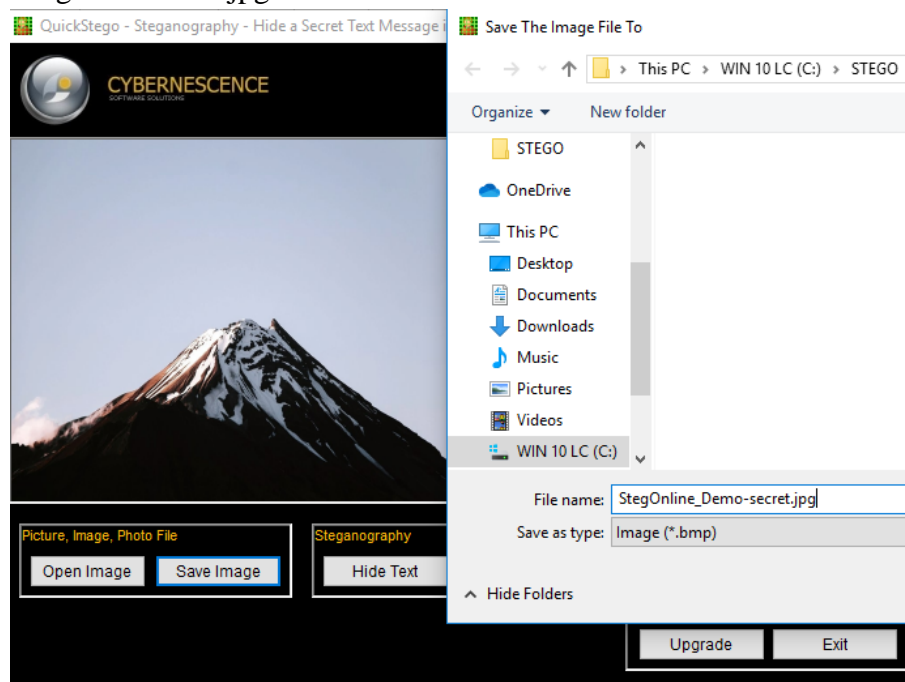 QuickStego - Steganography - Hide a Secret Text Message i
CYBERNESCENCE
SOFTWARE SOLUTIONS
Picture, Image, Photo File
Open Image
Save Image
Steganography
Hide Text
Save The Image File To
This PC > WIN 10 LC (C:) > STEGO
Organize
New folder
STEGO
OneDrive
This PC
Desktop
Documents
Downloads
Music
Pictures
Videos
WIN 10 LC (C:)
File name: StegOnline_Demo-secret.jpg
Save as type: Image (*.bmp)
Hide Folders
Upgrade
Exit